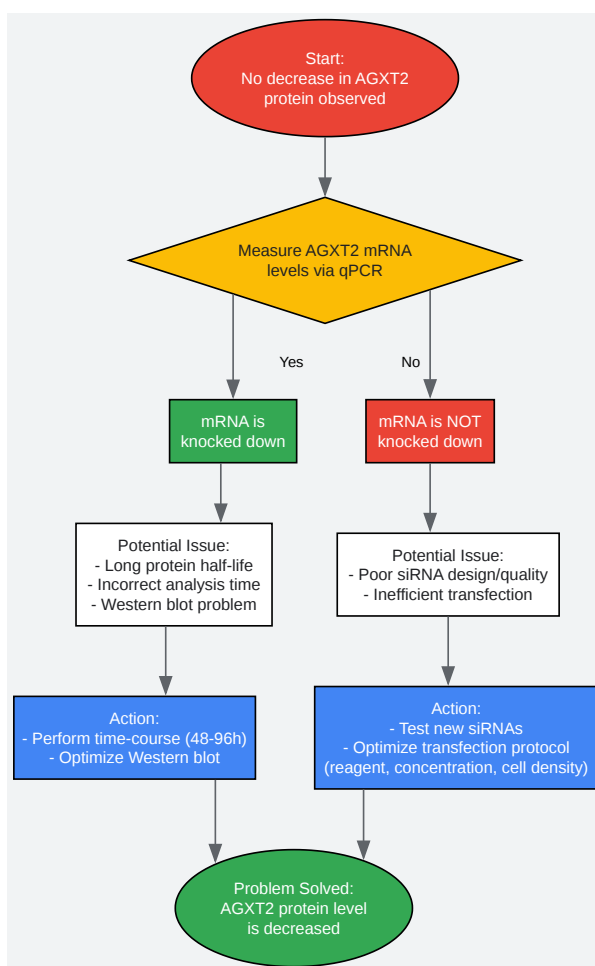 Start:
No decrease in AGXT2
protein observed
Measure AGXT2 mRNA
levels via qPCR
Yes
No
mRNA is
knocked down
mRNA is NOT
knocked down
Potential Issue:
- Long protein half-life
- Incorrect analysis time
- Western blot problem
Potential Issue:
- Poor siRNA design/quality
- Inefficient transfection
Action:
- Perform time-course (48-96h)
- Optimize Western blot
Action:
- Test new siRNAs
- Optimize transfection protocol
(reagent, concentration, cell density)
Problem Solved:
AGXT2 protein level
is decreased